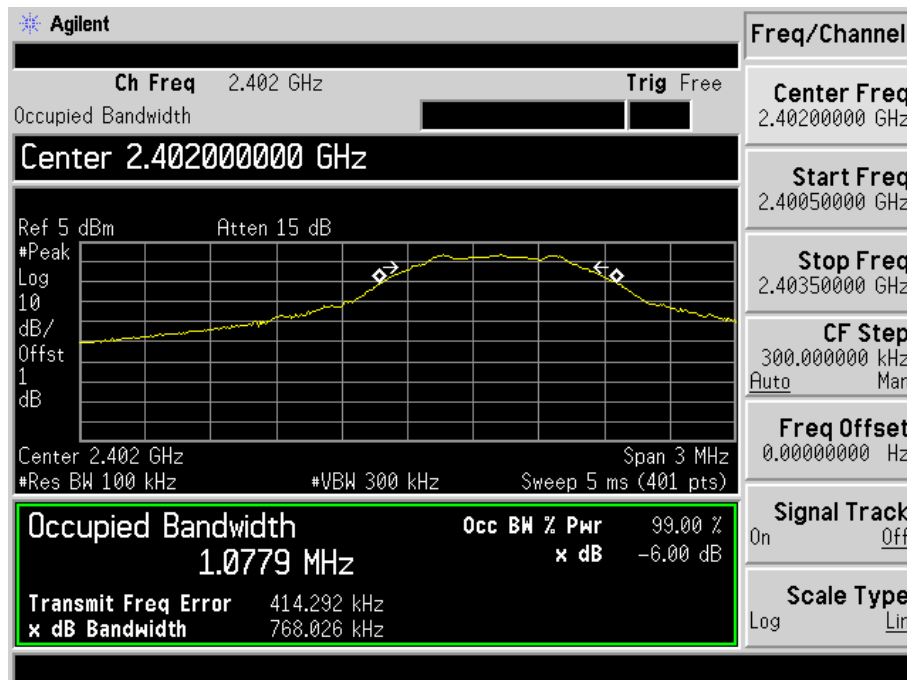 Agilent
Freq/Channel
Ch Freq 2.402 GHz Trig Free
Occupied Bandwidth
Center 2.402000000 GHz
Center Freq
2.40200000 GHz
Start Freq
2.40050000 GHz
Stop Freq
2.40350000 GHz
CF Step
300.000000 kHz
Auto Man
Freq Offset
0.00000000 Hz
Signal Track
On Off
Scale Type
Log Lin
Ref 5 dBm Atten 15 dB
#Peak
Log
10
dB/
Offst
1
dB
Center 2.402 GHz Span 3 MHz
#Res BW 100 kHz #VBW 300 kHz Sweep 5 ms (401 pts)
Occupied Bandwidth Occ BW % Pwr 99.00 %
1.0779 MHz x dB -6.00 dB
Transmit Freq Error 414.292 kHz
x dB Bandwidth 768.026 kHz